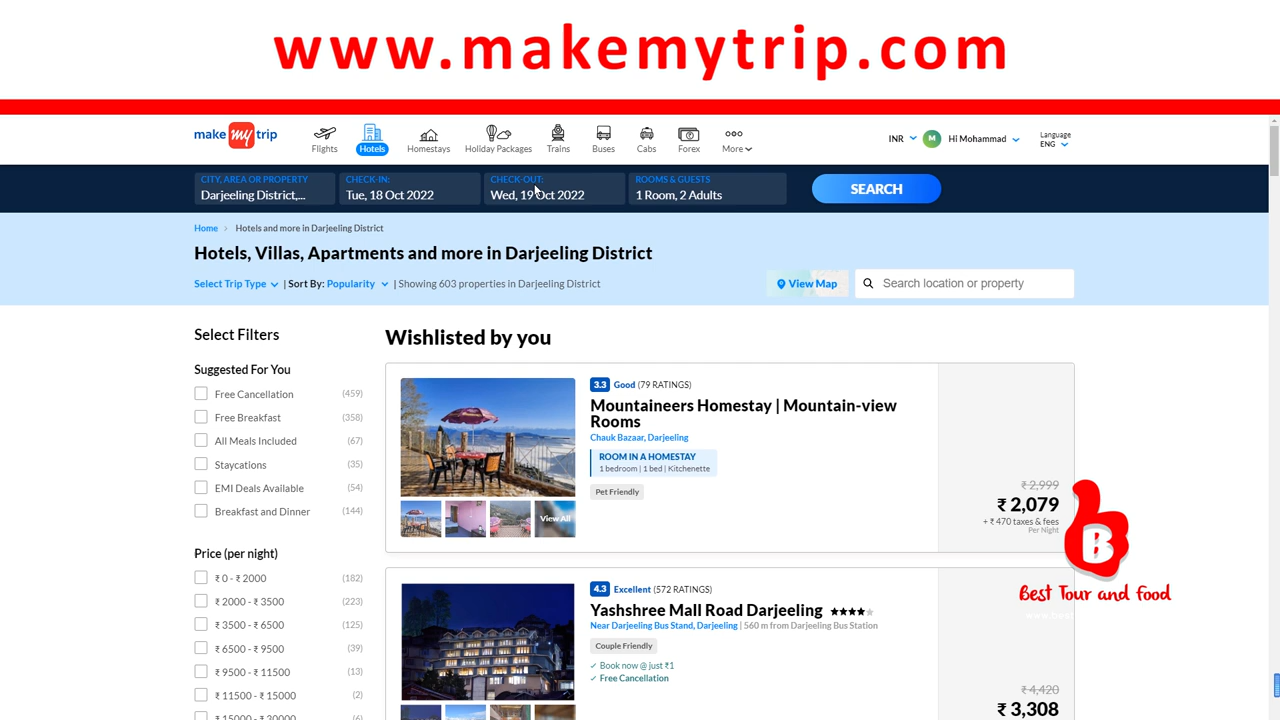 www.makemytrip.com
make my trip
Flights
Hotels
Homestays
Holiday Packages
Trains
Buses
Cabs
Forex
More
INR
M
Hi Mohammad
Language
ENG
CITY, AREA OR PROPERTY
Darjeeling District,...
CHECK-IN:
Tue, 18 Oct 2022
CHECK-OUT:
Wed, 19 Oct 2022
ROOMS & GUESTS
1 Room, 2 Adults
SEARCH
Home > Hotels and more in Darjeeling District
Hotels, Villas, Apartments and more in Darjeeling District
Select Trip Type | Sort By: Popularity | Showing 603 properties in Darjeeling District
View Map
Search location or property
Select Filters
Suggested For You
Free Cancellation (459)
Free Breakfast (358)
All Meals Included (67)
Staycations (35)
EMI Deals Available (54)
Breakfast and Dinner (144)
Price (per night)
₹ 0 - ₹ 2000 (182)
₹ 2000 - ₹ 3500 (223)
₹ 3500 - ₹ 6500 (125)
₹ 6500 - ₹ 9500 (39)
₹ 9500 - ₹ 11500 (13)
₹ 11500 - ₹ 15000 (2)
₹ 15000 - ₹ 30000 (6)
Wishlisted by you
3.3 Good (79 RATINGS)
Mountaineers Homestay | Mountain-view
Rooms
Chauk Bazaar, Darjeeling
ROOM IN A HOMESTAY
1 bedroom | 1 bed | Kitchenette
Pet Friendly
View All
₹ 2,999
₹ 2,079
+ ₹ 470 taxes & fees
Per Night
B
Best Tour and Food
4.3 Excellent (572 RATINGS)
Yashshree Mall Road Darjeeling
Near Darjeeling Bus Stand, Darjeeling | 560 m from Darjeeling Bus Station
Couple Friendly
Book now @ just ₹1
Free Cancellation
₹ 4,420
₹ 3,308